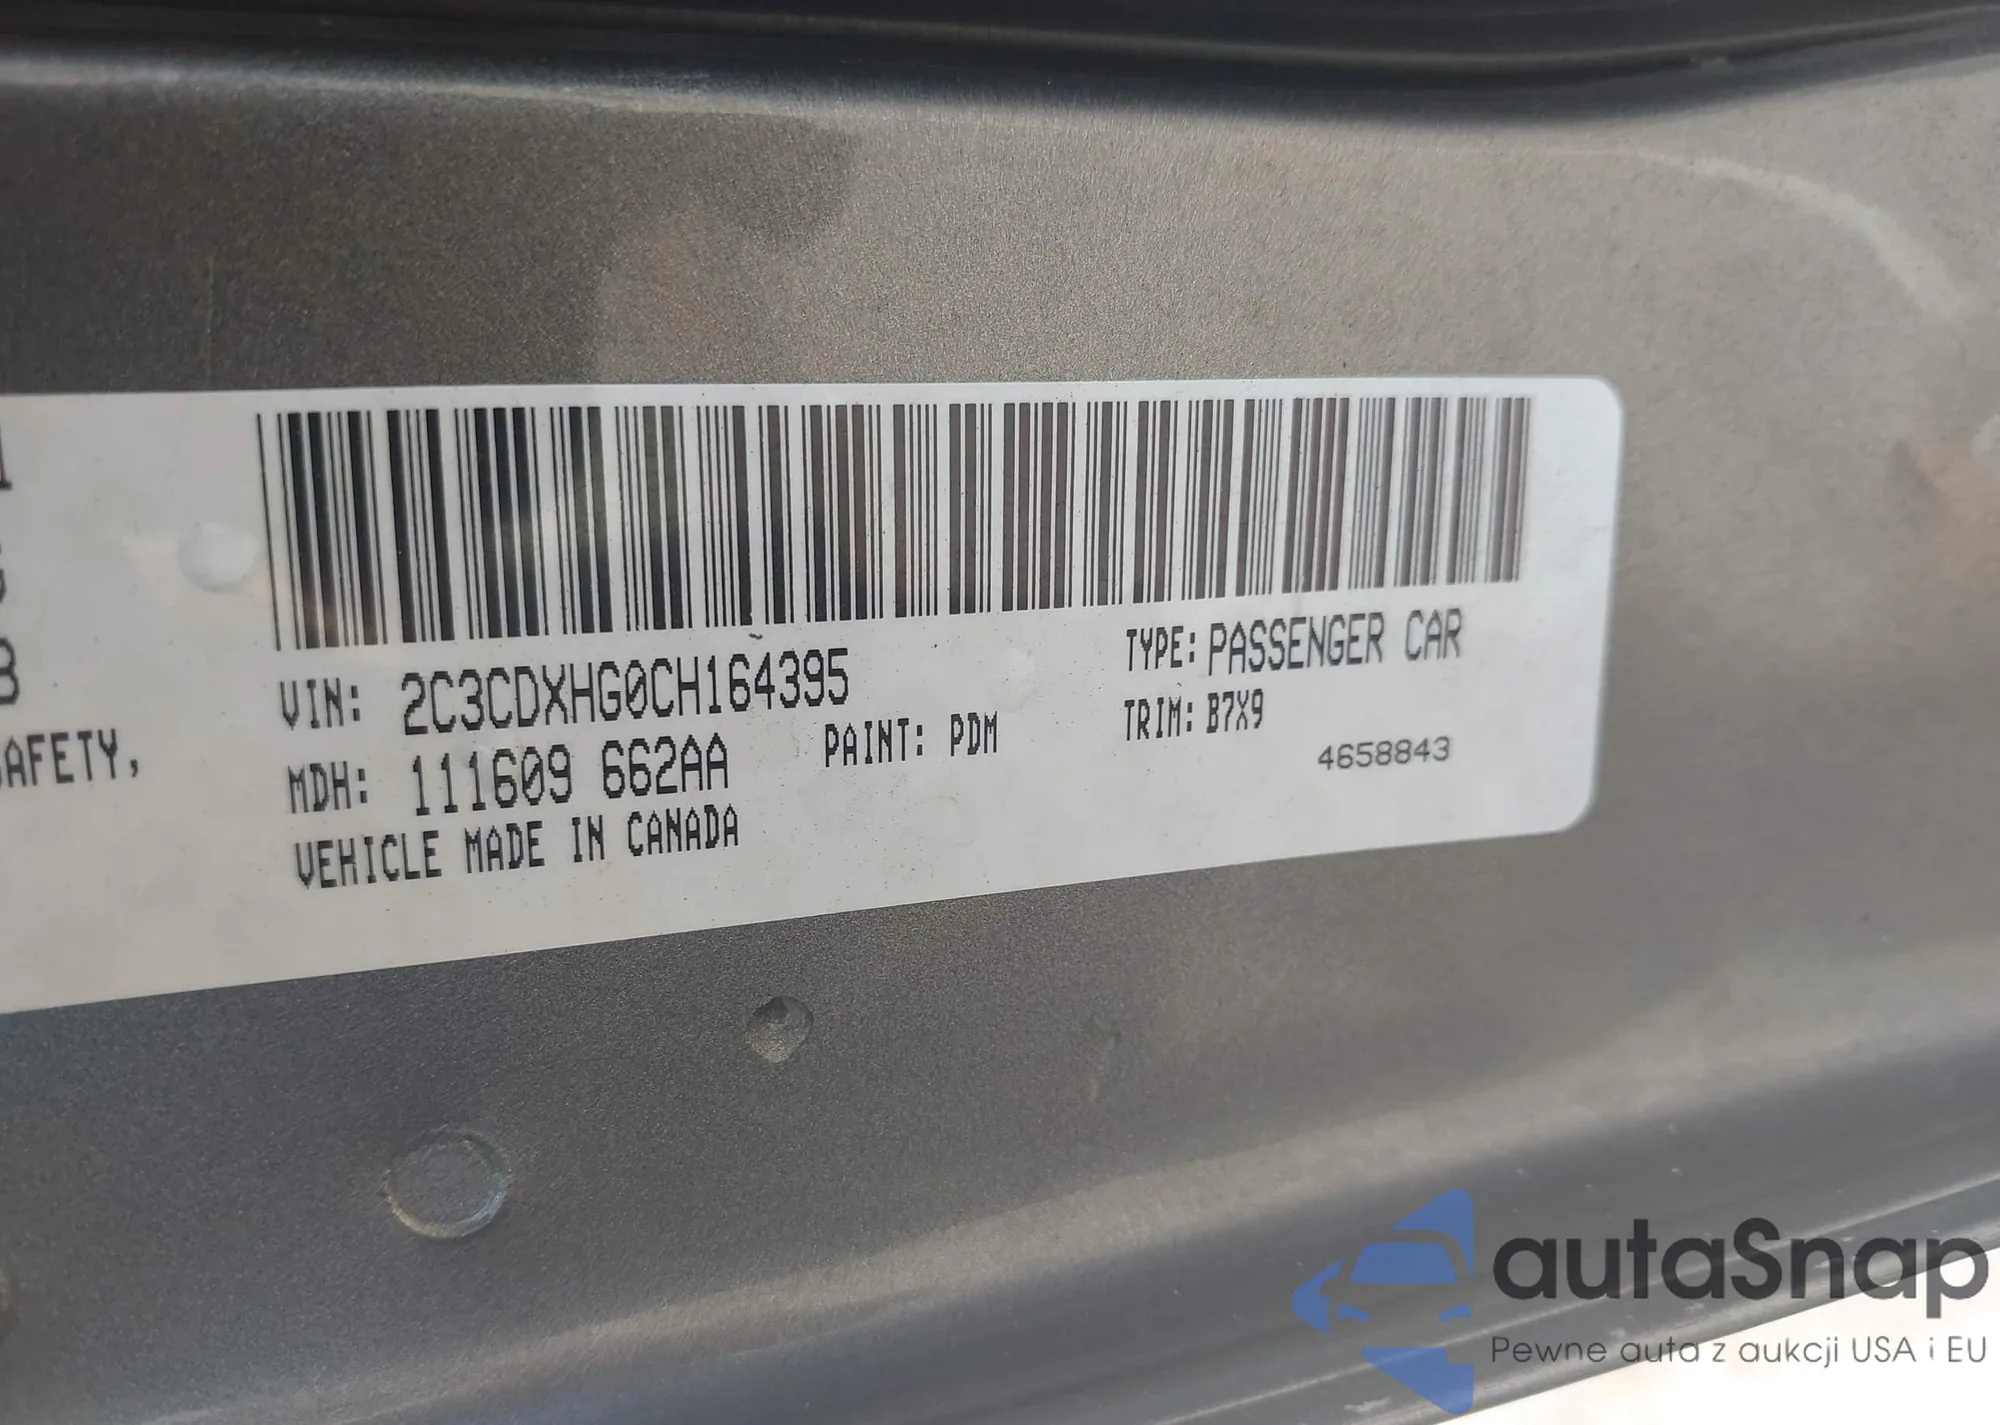 SAFETY,
VIN: 2C3CDXHG0CH164395
TYPE: PASSENGER CAR
MDH: 111609 662AA
PAINT: PDM
TRIM: B7X9
4658843
VEHICLE MADE IN CANADA
autaSnap
Pewne auta z aukcji USA i EU